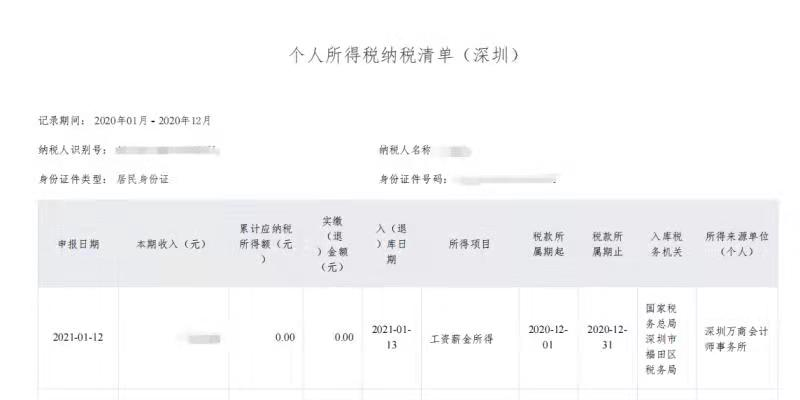 个人所得税纳税清单（深圳）
记录期间： 2020年01月 - 2020年12月
纳税人识别号：
纳税人名称
身份证件类型： 居民身份证
身份证件号码：
申报日期
本期收入（元）
累计应纳税
所得额（元
）
实缴
（退
）金额
（元）
入（退
）库日
期
所得项目
税款所
属期起
税款所
属期止
入库税
务机关
所得来源单位
（个人）
2021-01-12
0.00
0.00
2021-01-
13
工资薪金所得
2020-12-
01
2020-12-
31
国家税
务总局
深圳市
福田区
税务局
深圳万商会计
师事务所